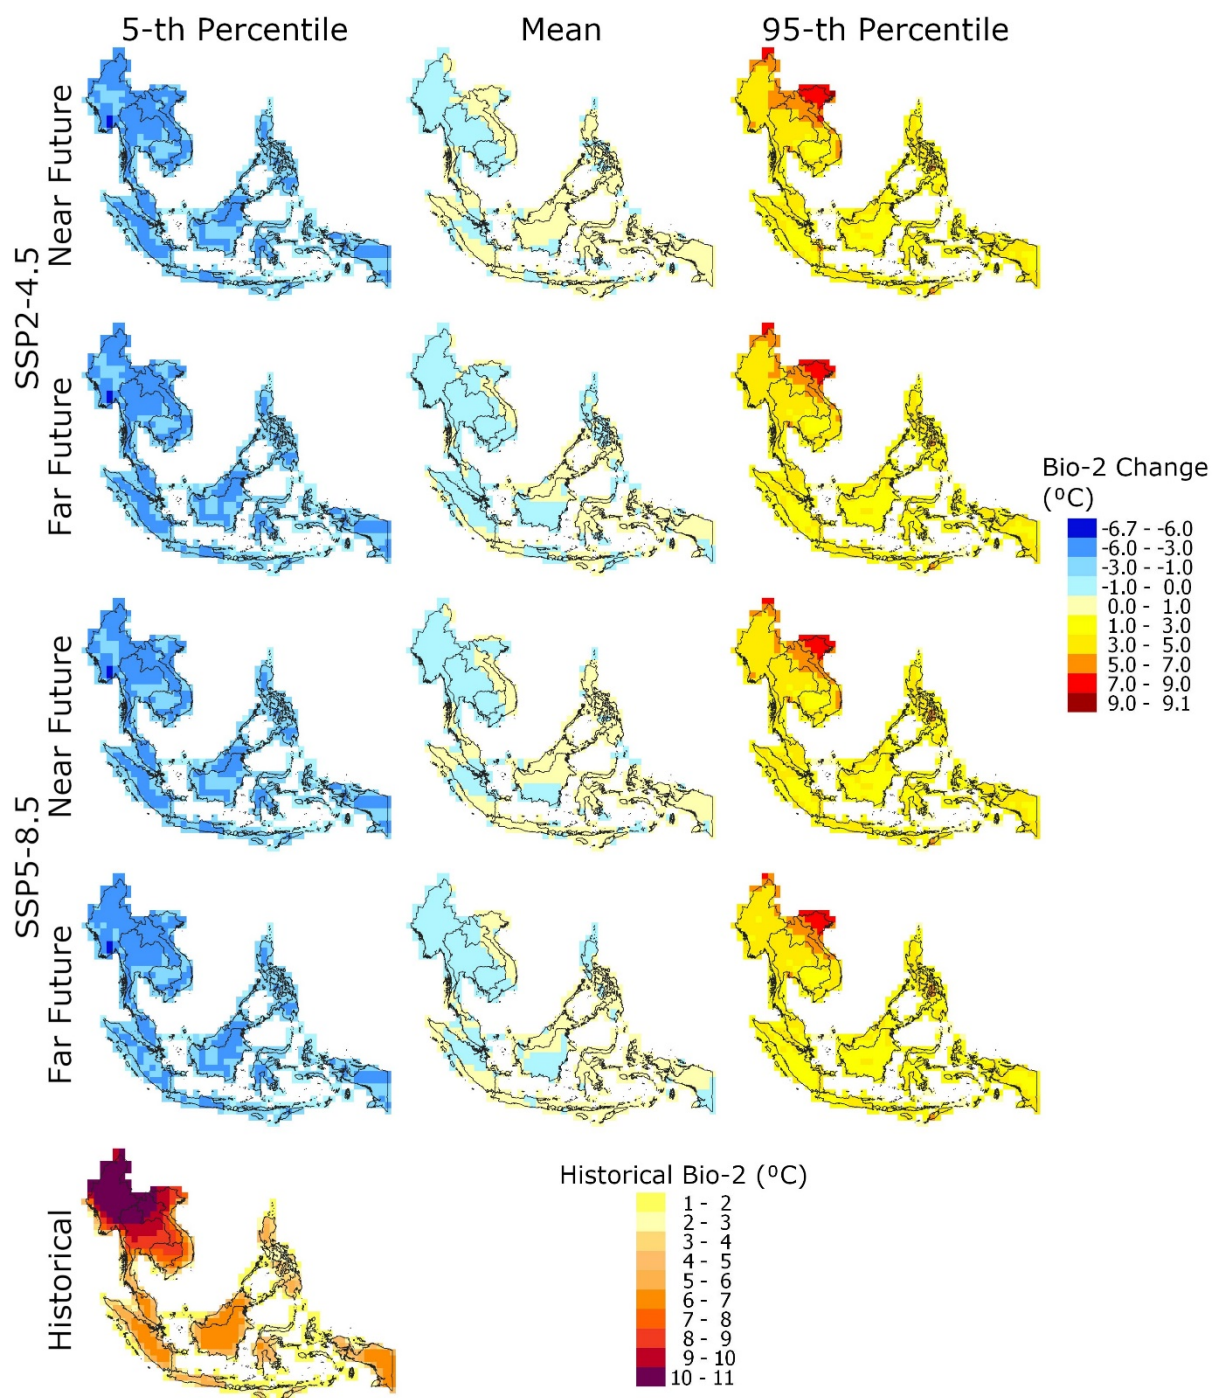 5-th Percentile Mean 95-th Percentile
SSP2-4.5
Near Future
Far Future
SSP5-8.5
Near Future
Far Future
Bio-2 Change
(⁰C)
-6.7 - -6.0
-6.0 - -3.0
-3.0 - -1.0
-1.0 - 0.0
0.0 - 1.0
1.0 - 3.0
3.0 - 5.0
5.0 - 7.0
7.0 - 9.0
9.0 - 9.1
Historical
Historical Bio-2 (⁰C)
1 - 2
2 - 3
3 - 4
4 - 5
5 - 6
6 - 7
7 - 8
8 - 9
9 - 10
10 - 11